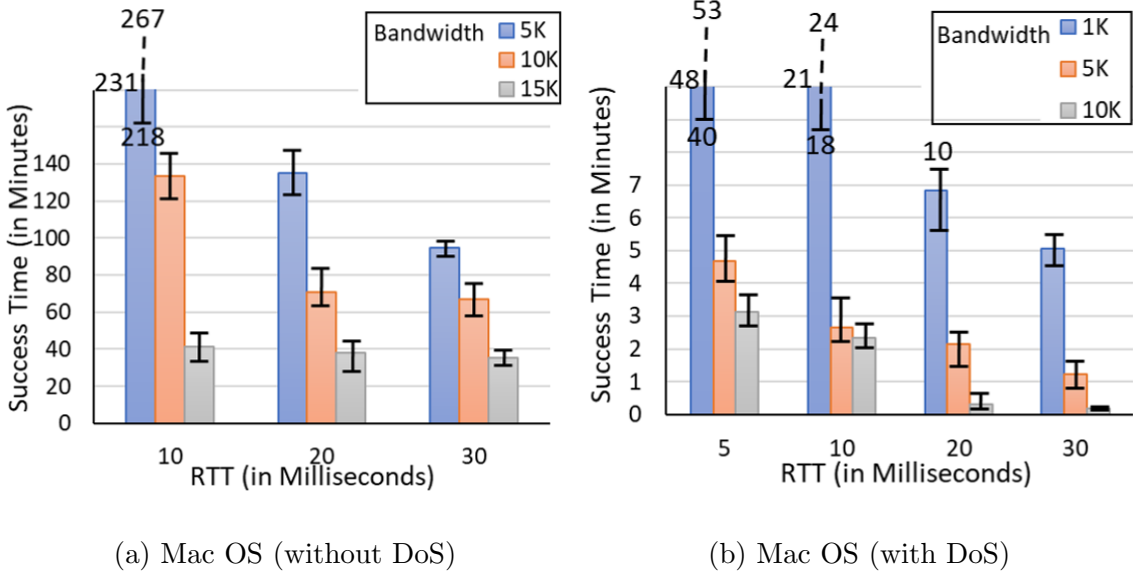 267
231
218
Bandwidth
5K
10K
15K
Success Time (in Minutes)
140
120
100
80
60
40
20
0
10
20
30
RTT (in Milliseconds)
(a) Mac OS (without DoS)
53
48
40
24
21
18
10
Bandwidth
1K
5K
10K
Success Time (in Minutes)
7
6
5
4
3
2
1
0
5
10
20
30
RTT (in Milliseconds)
(b) Mac OS (with DoS)